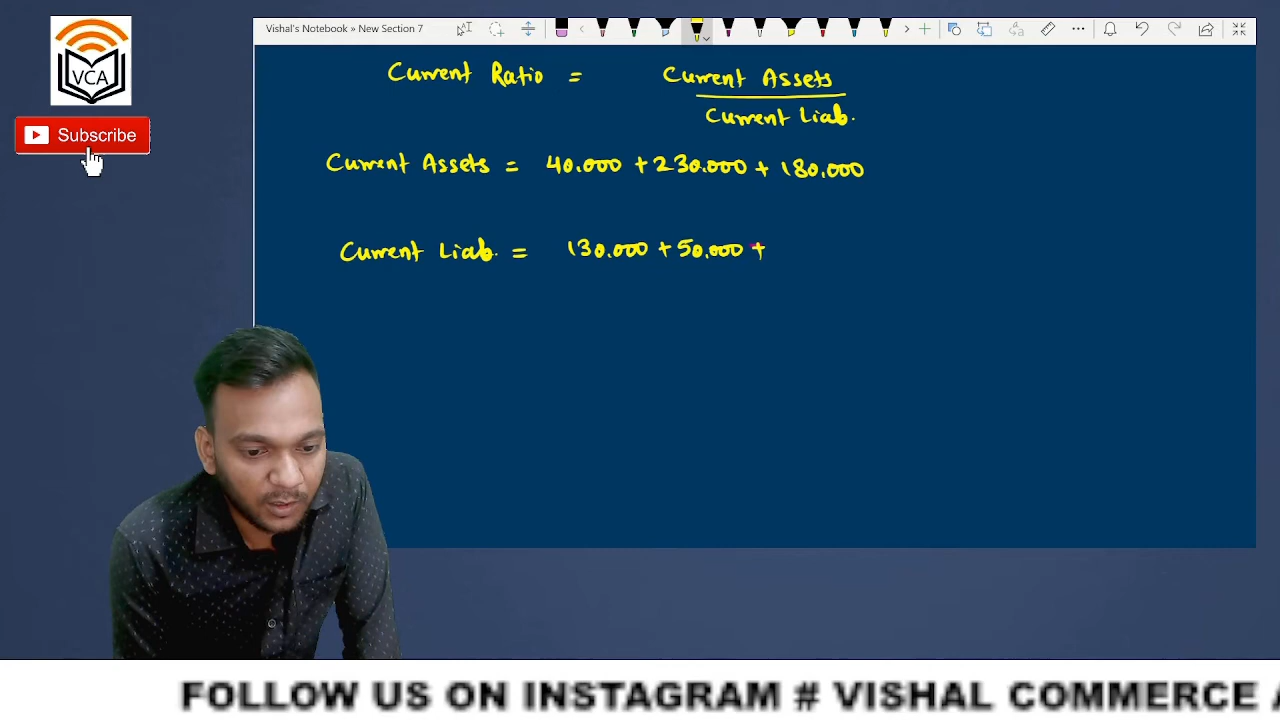 VCA
Subscribe
Vishal's Notebook » New Section 7
Current Ratio = Current Assets
Current Liab.
Current Assets = 40.000 + 230.000 + 180.000
Current Liab. = 130.000 + 50.000 +
FOLLOW US ON INSTAGRAM # VISHAL COMMERCE A